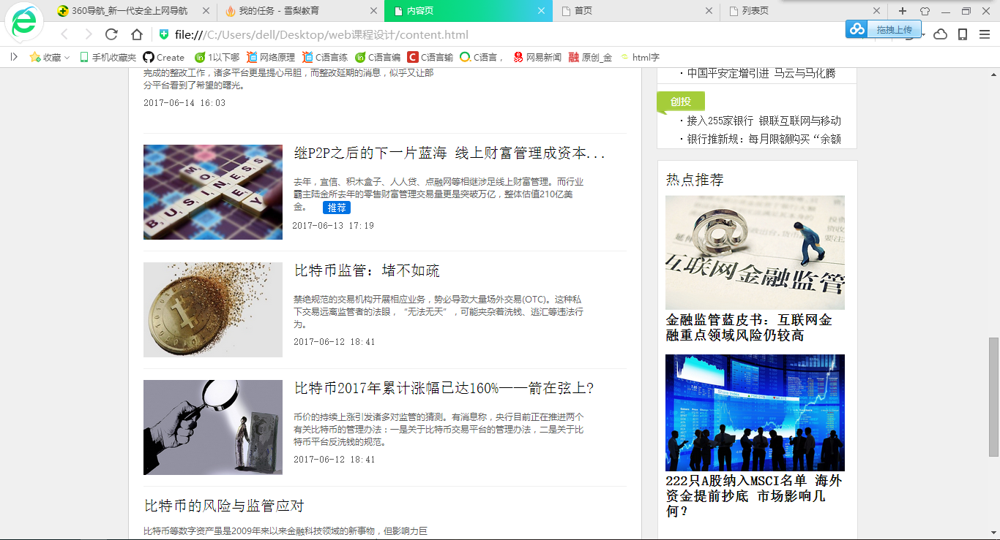 360导航_新一代安全上网导航
我的任务 - 雪梨教育
内容页
首页
列表页
file:///C:/Users/dell/Desktop/web课程设计/content.html
拖拽上传
收藏
手机收藏夹
Create
1以下哪
网络原理
C语言练
C语言编
C语言输
C语言，
网易新闻
原创_金
html字
完成的整改工作，诸多平台更是提心吊胆，而整改延期的消息，似乎又让部
分平台看到了希望的曙光。
2017-06-14 16:03
继P2P之后的下一片蓝海 线上财富管理成资本...
去年，宜信、积木盒子、人人贷、点融网等相继涉足线上财富管理。而行业
霸主陆金所去年的零售财富管理交易量更是突破万亿，整体估值210亿美
金。 推荐
2017-06-13 17:19
BUSINESS
MONEY
比特币监管：堵不如疏
禁绝规范的交易机构开展相应业务，势必导致大量场外交易(OTC)。这种私
下交易远离监管者的法眼，“无法无天”，可能夹杂着洗钱、逃汇等违法行
为。
2017-06-12 18:41
比特币2017年累计涨幅已达160%——箭在弦上?
币价的持续上涨引发诸多对监管的猜测。有消息称，央行目前正在推进两个
有关比特币的管理办法：一是关于比特币交易平台的管理办法，二是关于比
特币平台反洗钱的规范。
2017-06-12 18:41
比特币的风险与监管应对
比特币等数字资产虽是2009年来以来金融科技领域的新事物，但影响力巨
· 中国平安定增引进 马云与马化腾
创投
· 接入255家银行 银联互联网与移动
· 银行推新规：每月限额购买“余额
热点推荐
互联网金融监管
金融监管蓝皮书：互联网金
融重点领域风险仍较高
222只A股纳入MSCI名单 海外
资金提前抄底 市场影响几
何?